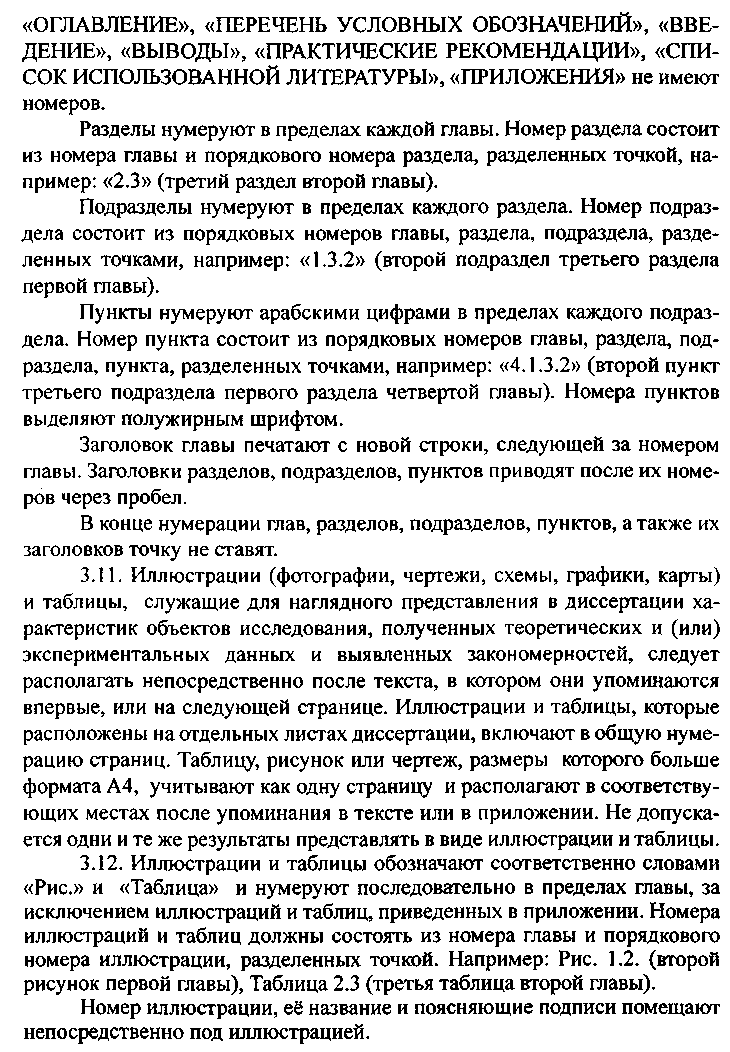 «ОГЛАВЛЕНИЕ», «ПЕРЕЧЕНЬ УСЛОВНЫХ ОБОЗНАЧЕНИЙ», «ВВЕ-
ДЕНИЕ», «ВЫВОДЫ», «ПРАКТИЧЕСКИЕ РЕКОМЕНДАЦИИ», «СПИ-
СОК ИСПОЛЬЗОВАННОЙ ЛИТЕРАТУРЫ», «ПРИЛОЖЕНИЯ» не имеют
номеров.
Разделы нумеруют в пределах каждой главы. Номер раздела состоит
из номера главы и порядкового номера раздела, разделенных точкой, на-
пример: «2.3» (третий раздел второй главы).
Подразделы нумеруют в пределах каждого раздела. Номер подраз-
дела состоит из порядковых номеров главы, раздела, подраздела, разде-
ленных точками, например: «1.3.2» (второй подраздел третьего раздела
первой главы).
Пункты нумеруют арабскими цифрами в пределах каждого подраз-
дела. Номер пункта состоит из порядковых номеров главы, раздела, под-
раздела, пункта, разделенных точками, например: «4.1.3.2» (второй пункт
третьего подраздела первого раздела четвертой главы). Номера пунктов
выделяют полужирным шрифтом.
Заголовок главы печатают с новой строки, следующей за номером
главы. Заголовки разделов, подразделов, пунктов приводят после их номе-
ров через пробел.
В конце нумерации глав, разделов, подразделов, пунктов, а также их
заголовков точку не ставят.
3.11. Иллюстрации (фотографии, чертежи, схемы, графики, карты)
и таблицы, служащие для наглядного представления в диссертации ха-
рактеристик объектов исследования, полученных теоретических и (или)
экспериментальных данных и выявленных закономерностей, следует
располагать непосредственно после текста, в котором они упоминаются
впервые, или на следующей странице. Иллюстрации и таблицы, которые
расположены на отдельных листах диссертации, включают в общую нуме-
рацию страниц. Таблицу, рисунок или чертеж, размеры которого больше
формата А4, учитывают как одну страницу и располагают в соответству-
ющих местах после упоминания в тексте или в приложении. Не допуска-
ется одни и те же результаты представлять в виде иллюстрации и таблицы.
3.12. Иллюстрации и таблицы обозначают соответственно словами
«Рис.» и «Таблица» и нумеруют последовательно в пределах главы, за
исключением иллюстраций и таблиц, приведенных в приложении. Номера
иллюстраций и таблиц должны состоять из номера главы и порядкового
номера иллюстрации, разделенных точкой. Например: Рис. 1.2. (второй
рисунок первой главы), Таблица 2.3 (третья таблица второй главы).
Номер иллюстрации, её название и поясняющие подписи помещают
непосредственно под иллюстрацией.